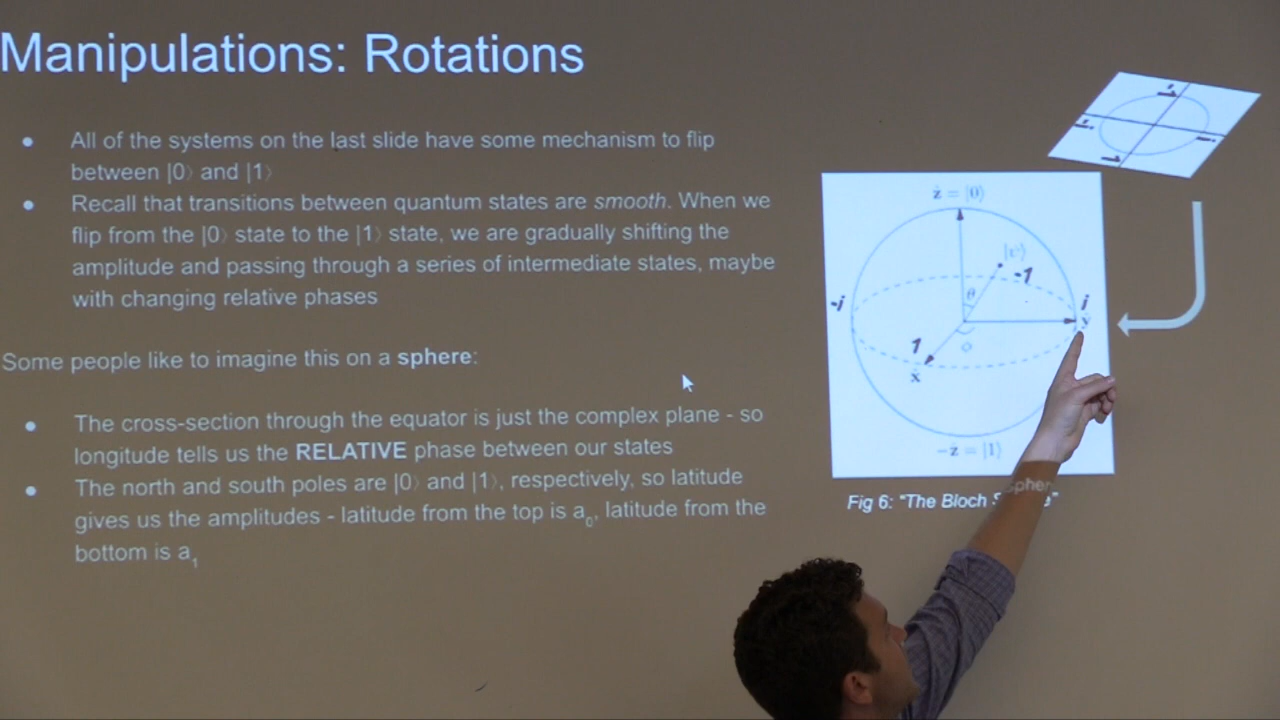 Manipulations: Rotations
● All of the systems on the last slide have some mechanism to flip
between |0⟩ and |1⟩
● Recall that transitions between quantum states are smooth. When we
flip from the |0⟩ state to the |1⟩ state, we are gradually shifting the
amplitude and passing through a series of intermediate states, maybe
with changing relative phases
Some people like to imagine this on a sphere:
● The cross-section through the equator is just the complex plane - so
longitude tells us the RELATIVE phase between our states
● The north and south poles are |0⟩ and |1⟩, respectively, so latitude
gives us the amplitudes - latitude from the top is a₀, latitude from the
bottom is a₁
-1
-i
i
1
ẑ = |0⟩
|ψ⟩
-1
θ
-i
i
ŷ
1
φ
x̂
-ẑ = |1⟩
Fig 6: "The Bloch Sphere"